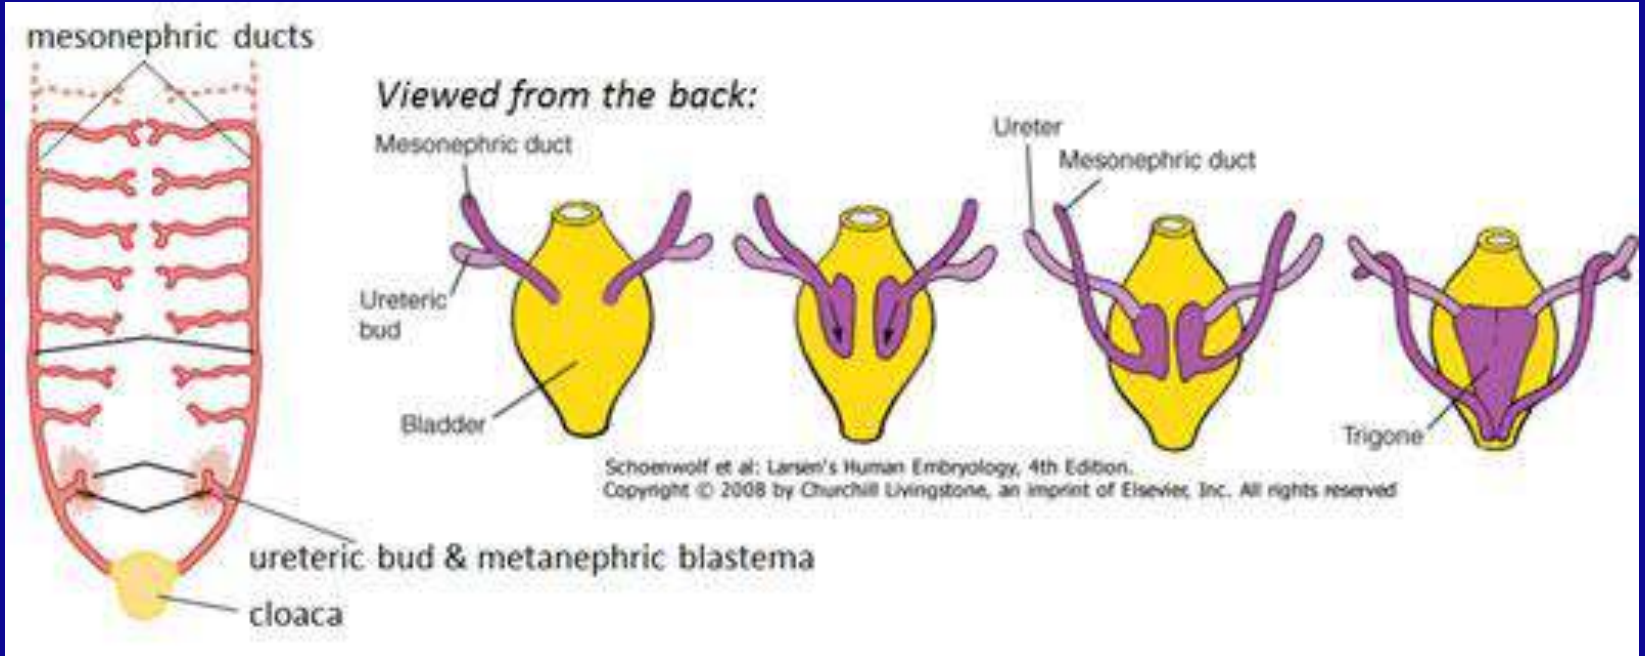 mesonephric ducts
Viewed from the back:
Mesonephric duct
Ureteric
bud
Bladder
Ureter
Mesonephric duct
Trigone
Schoenwolf et al: Larsen's Human Embryology, 4th Edition.
Copyright © 2008 by Churchill Livingstone, an imprint of Elsevier, Inc. All rights reserved
ureteric bud & metanephric blastema
cloaca